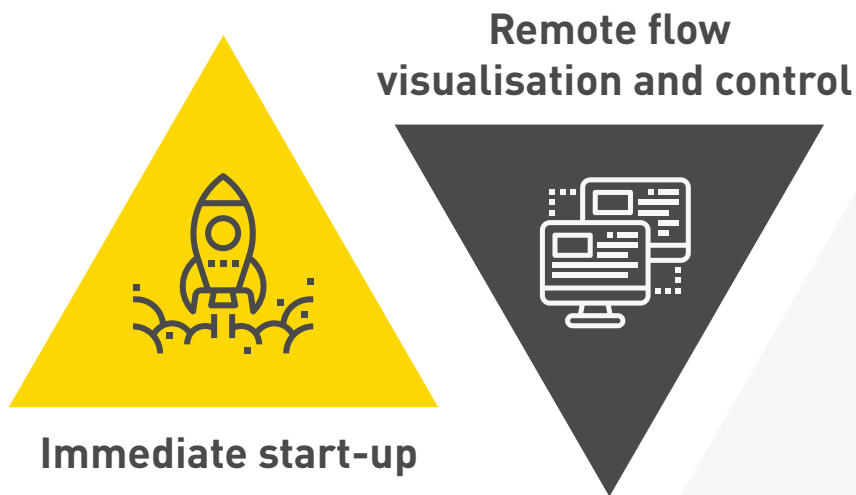 Remote flow
visualisation and control
Immediate start-up